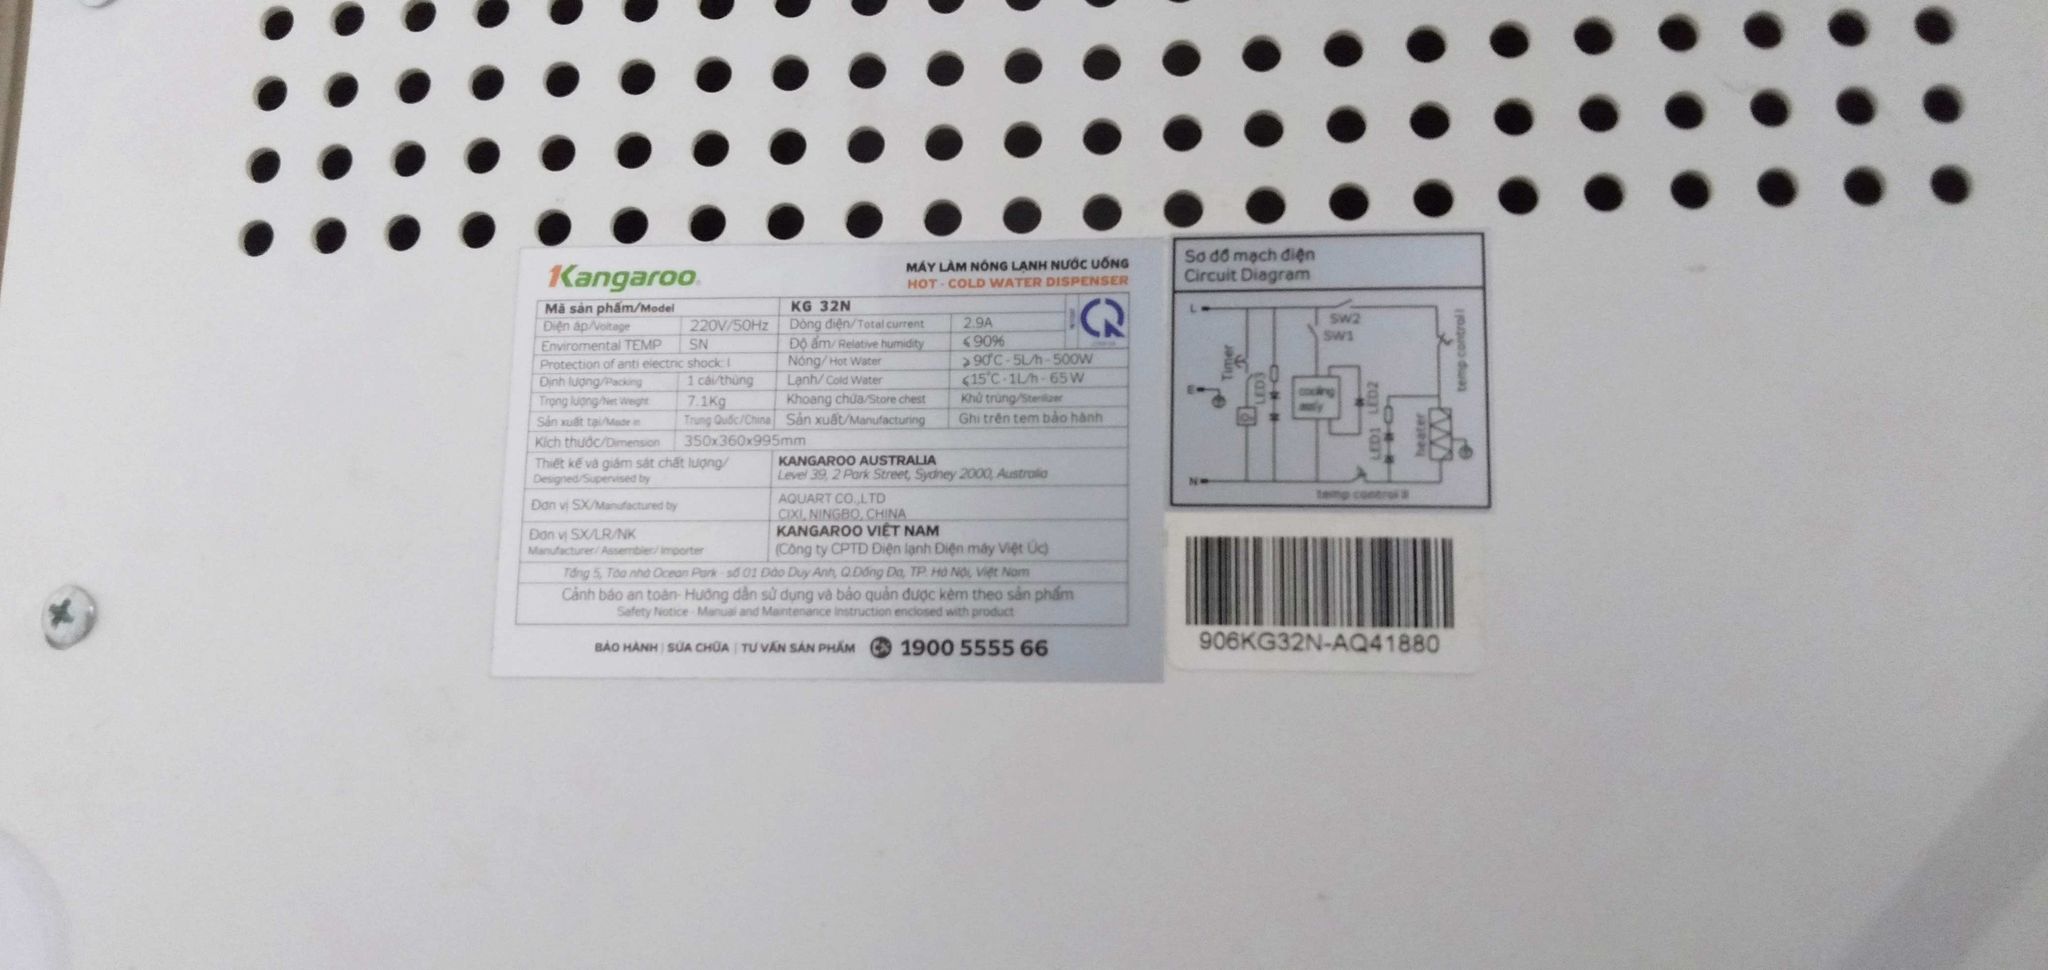 Kangaroo
MÁY LÀM NÓNG LẠNH NƯỚC UỐNG
HOT - COLD WATER DISPENSER
Mã sản phẩm/Model KG 32N
Điện áp/Voltage 220V/50Hz Dòng điện/Total current 2.9A
Enviromental TEMP SN Độ ẩm/Relative humidity ⩽90%
Protection of anti electric shock: I Nóng/Hot Water ⩾90°C - 5L/h - 500W
Định lượng/Packing 1 cái/thùng Lạnh/Cold Water ⩽15°C - 1L/h - 65W
Trọng lượng/Net Weight 7.1Kg Khoang chứa/Store chest Khử trùng/Sterilizer
Sản xuất tại/Made in Trung Quốc/China Sản xuất/Manufacturing Ghi trên tem bảo hành
Kích thước/Dimension 350x360x995mm
Thiết kế và giám sát chất lượng/ KANGAROO AUSTRALIA
Designed/Supervised by Level 39, 2 Park Street, Sydney 2000, Australia
Đơn vị SX/Manufactured by AQUART CO.,LTD
CIXI, NINGBO, CHINA
Đơn vị SX/LR/NK KANGAROO VIỆT NAM
Manufacturer/Assembler/Importer (Công ty CPTD Điện lạnh Điện máy Việt Úc)
Tầng 5, Tòa nhà Ocean Park - số 01 Đào Duy Anh, Q.Đống Đa, TP. Hà Nội, Việt Nam
Cảnh báo an toàn- Hướng dẫn sử dụng và bảo quản được kèm theo sản phẩm
Safety Notice - Manual and Maintenance Instruction enclosed with product
BẢO HÀNH | SỬA CHỮA | TƯ VẤN SẢN PHẨM 1900 5555 66
Sơ đồ mạch điện
Circuit Diagram
L
SW2
SW1
Timer
temp control I
E
LED3
cooling
assy
LED2
LED1
heater
N
temp control II
906KG32N-AQ41880